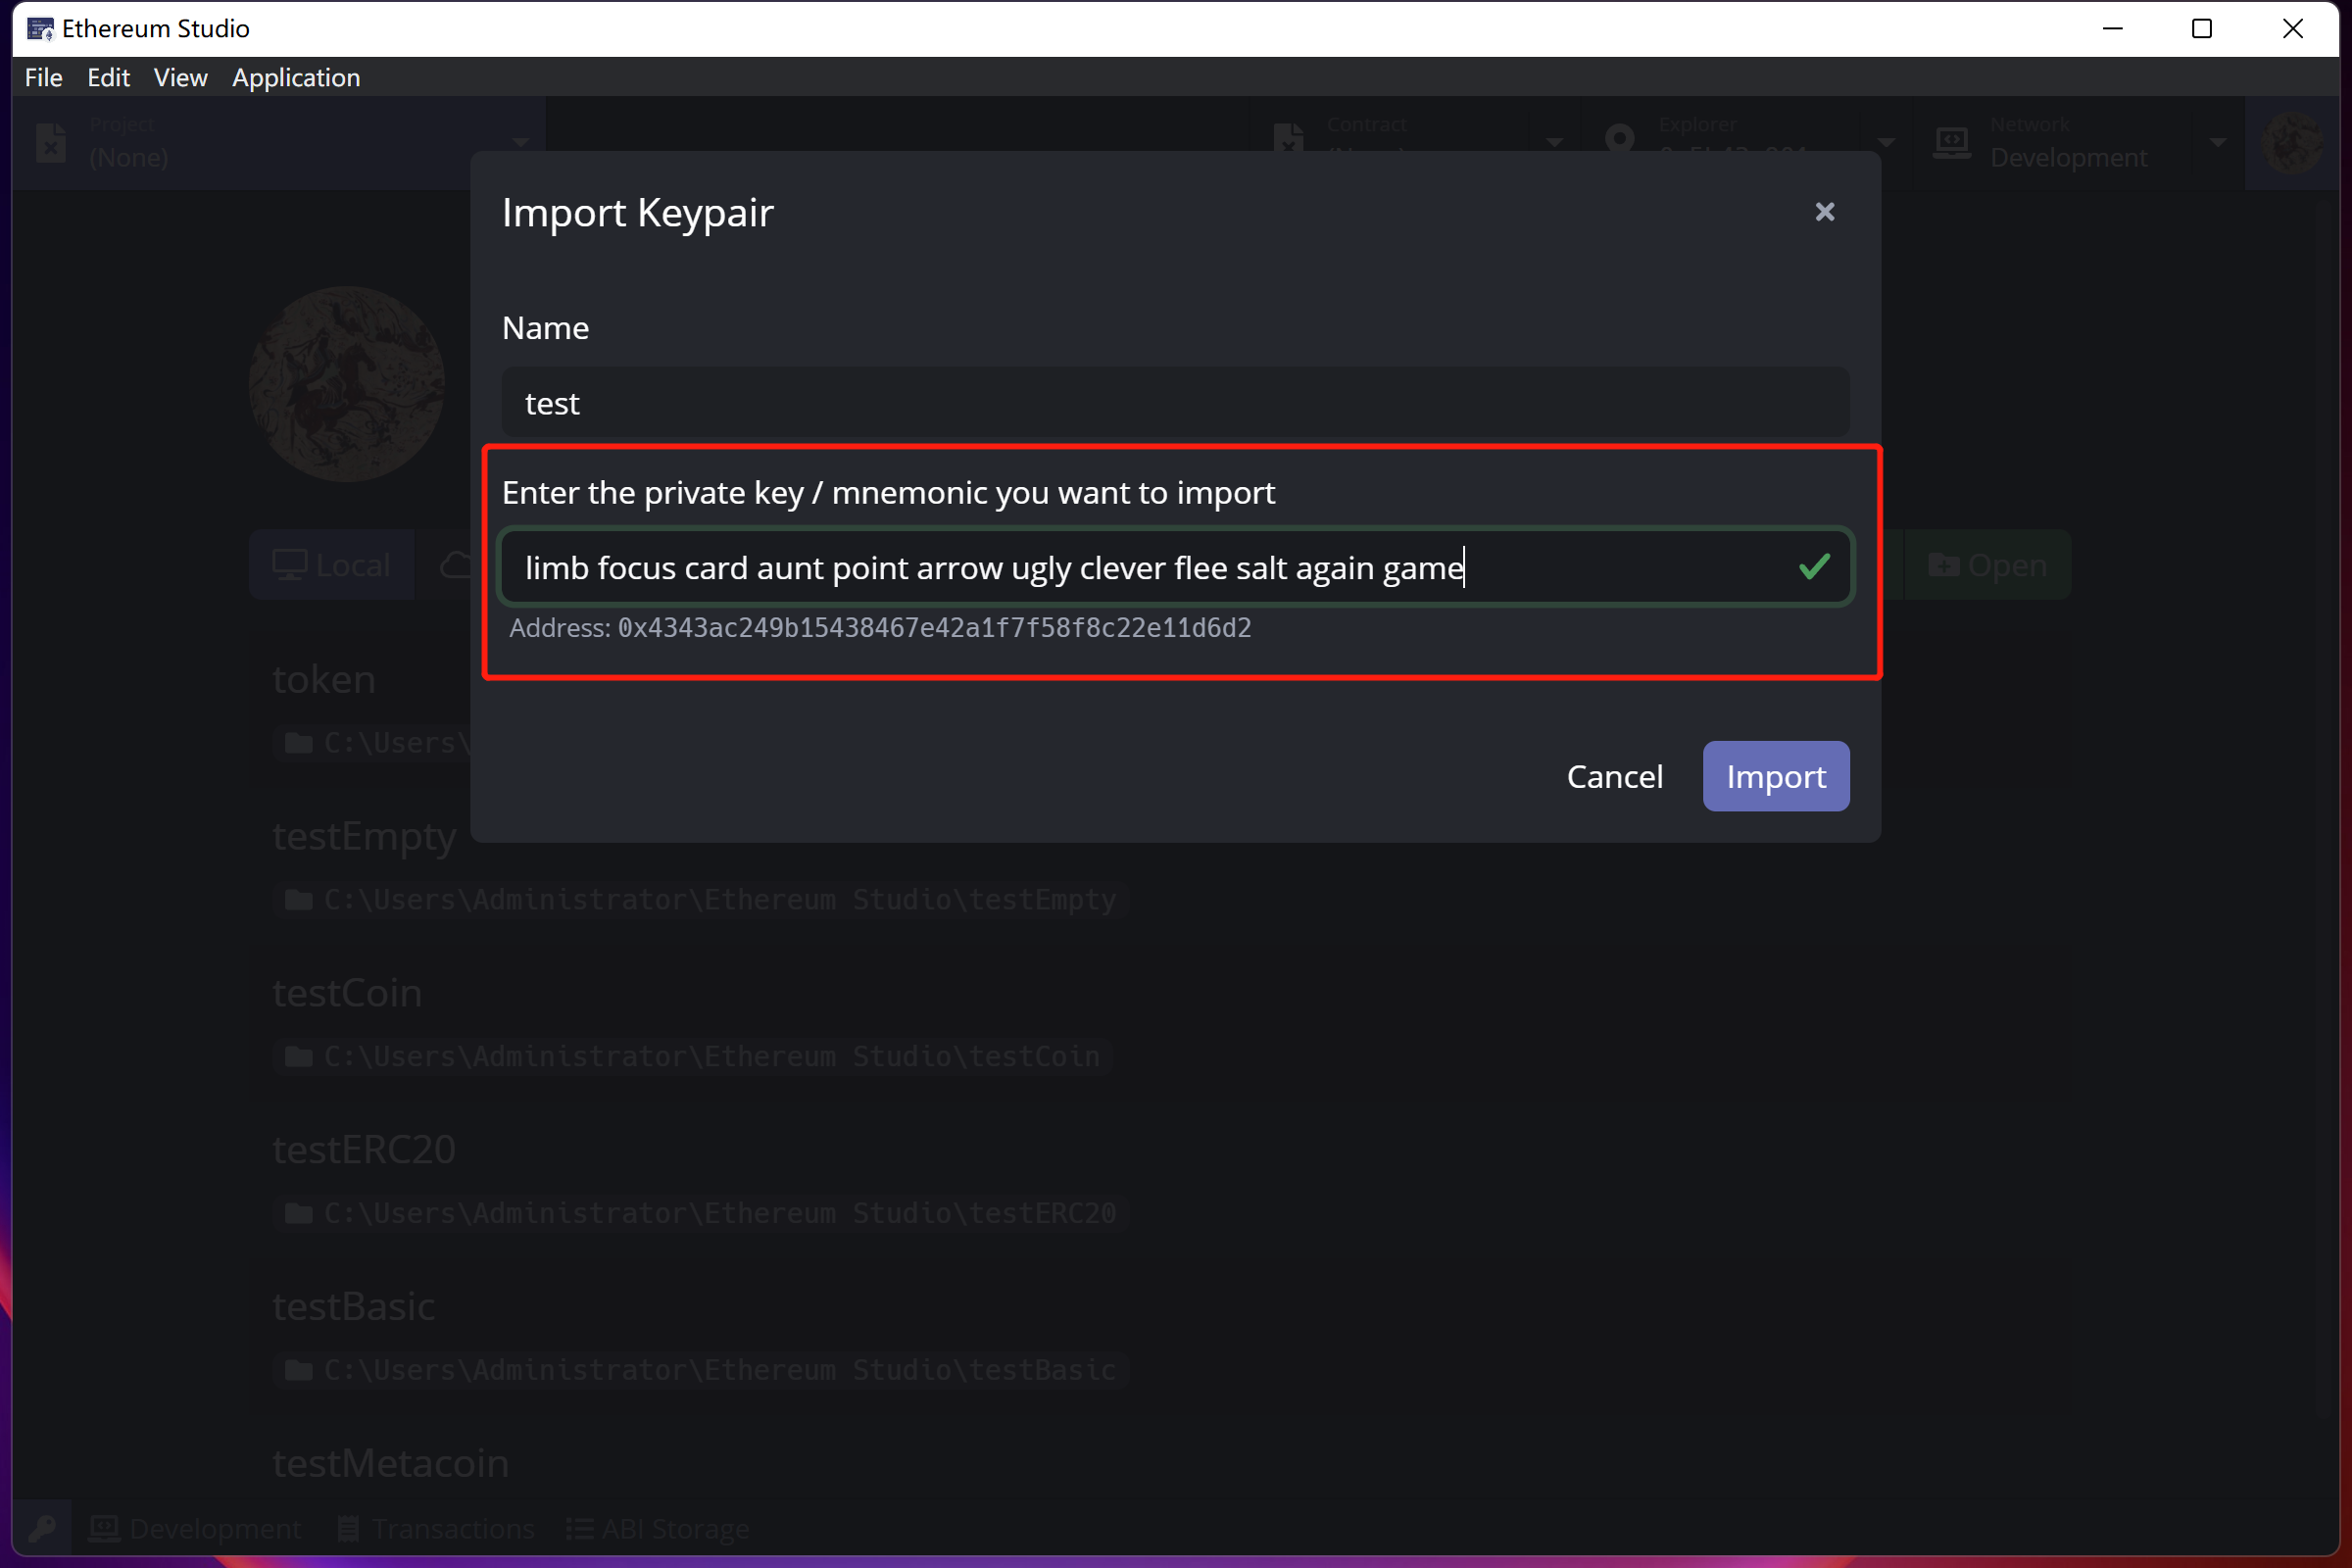 Ethereum Studio
File Edit View Application
Project
(None)
Contract
Explorer
Network
Development
Import Keypair
Name
test
Enter the private key / mnemonic you want to import
limb focus card aunt point arrow ugly clever flee salt again game
Address: 0x4343ac249b15438467e42a1f7f58f8c22e11d6d2
Cancel Import
Local
Open
token
C:\Users\
testEmpty
C:\Users\Administrator\Ethereum Studio\testEmpty
testCoin
C:\Users\Administrator\Ethereum Studio\testCoin
testERC20
C:\Users\Administrator\Ethereum Studio\testERC20
testBasic
C:\Users\Administrator\Ethereum Studio\testBasic
testMetacoin
Development Transactions ABI Storage